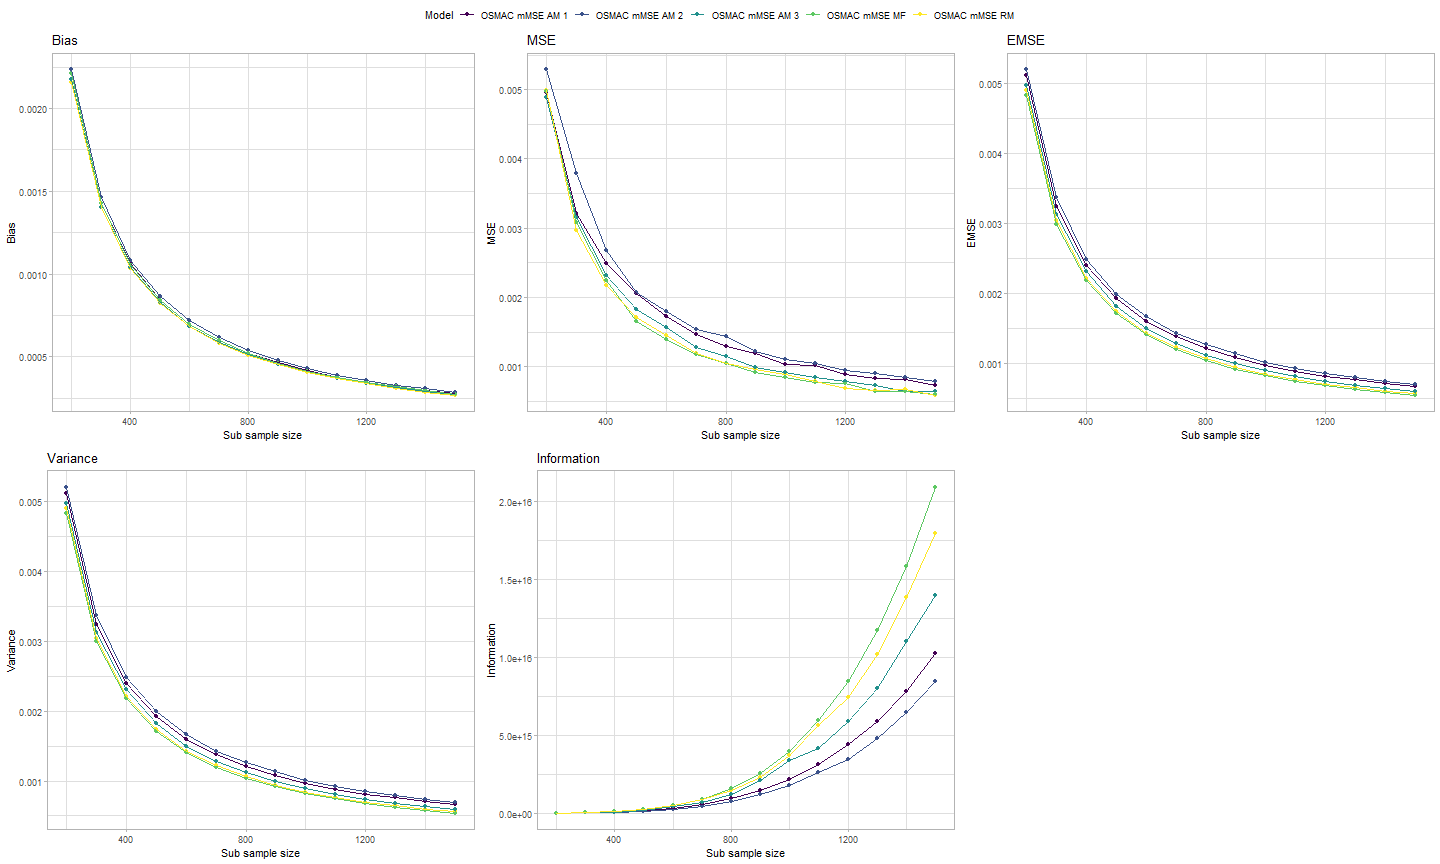 Model OSMAC mMSE AM 1 OSMAC mMSE AM 2 OSMAC mMSE AM 3 OSMAC mMSE MF OSMAC mMSE RM
Bias
0.0020
0.0015
0.0010
0.0005
Bias
400 800 1200
Sub sample size
MSE
0.005
0.004
0.003
0.002
0.001
MSE
400 800 1200
Sub sample size
EMSE
0.005
0.004
0.003
0.002
0.001
EMSE
400 800 1200
Sub sample size
Variance
0.005
0.004
0.003
0.002
0.001
Variance
400 800 1200
Sub sample size
Information
2.0e+16
1.5e+16
1.0e+16
5.0e+15
0.0e+00
Information
400 800 1200
Sub sample size